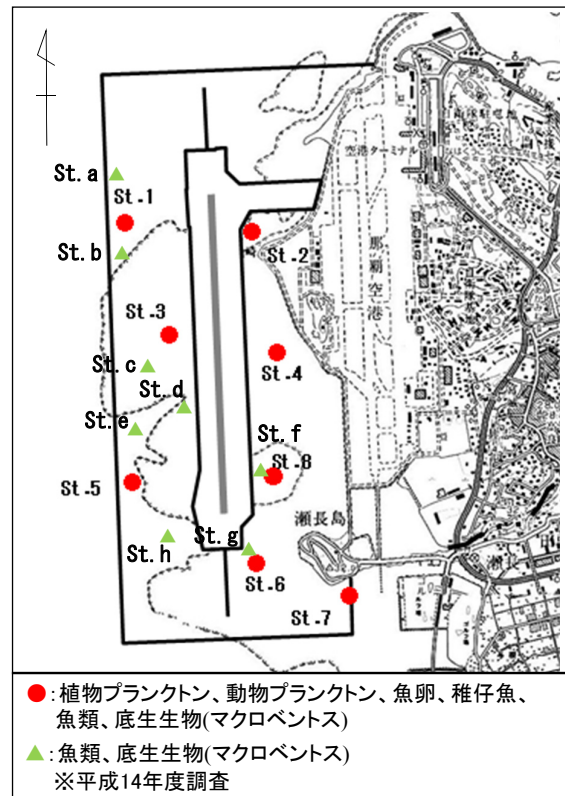 空港ターミナル
St.a
St-1
St-2
St.b
那覇空港
St-3
St-4
St.c
St.d
St.e
St.f
St-8
St-5
瀬長島
St.g
St.h
St-6
St-7
●:植物プランクトン、動物プランクトン、魚卵、稚仔魚、
魚類、底生生物(マクロベントス)
▲:魚類、底生生物(マクロベントス)
※平成14年度調査